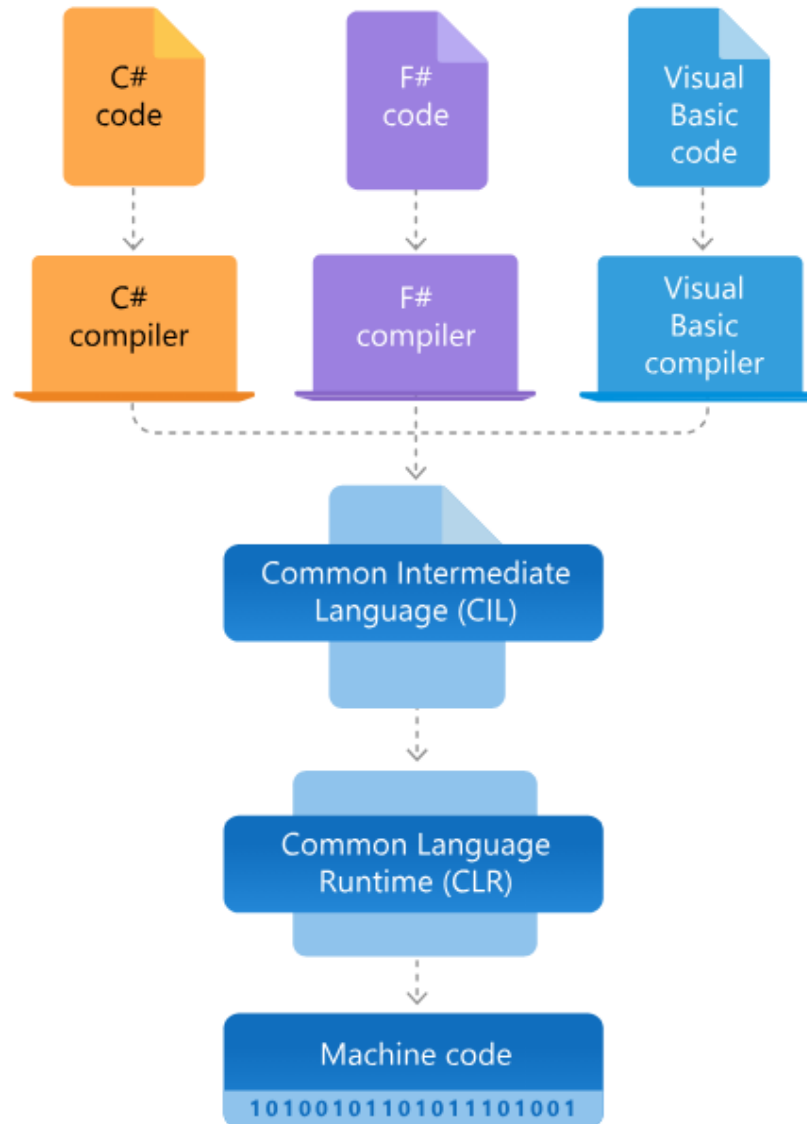 C#
code
F#
code
Visual
Basic
code
C#
compiler
F#
compiler
Visual
Basic
compiler
Common Intermediate
Language (CIL)
Common Language
Runtime (CLR)
Machine code
101001011010111101001